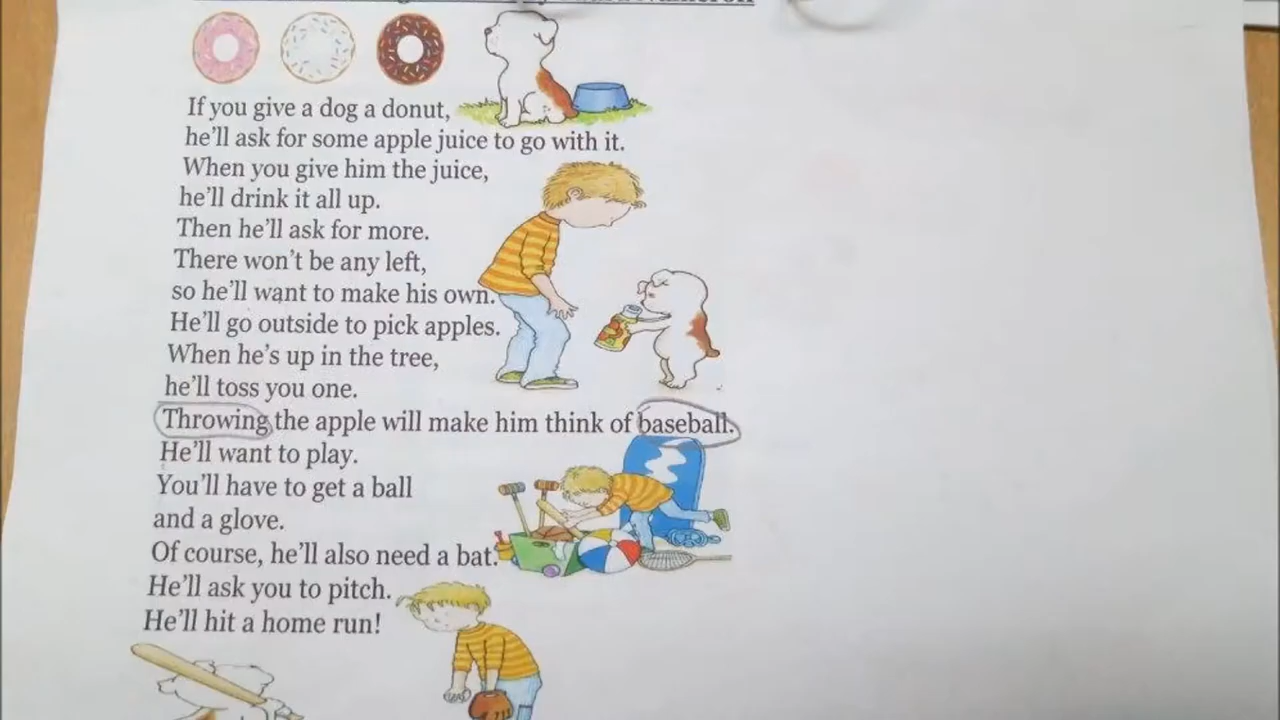 If you give a dog a donut,
he'll ask for some apple juice to go with it.
When you give him the juice,
he'll drink it all up.
Then he'll ask for more.
There won't be any left,
so he'll want to make his own.
He'll go outside to pick apples.
When he's up in the tree,
he'll toss you one.
Throwing the apple will make him think of baseball.
He'll want to play.
You'll have to get a ball
and a glove.
Of course, he'll also need a bat.
He'll ask you to pitch.
He'll hit a home run!